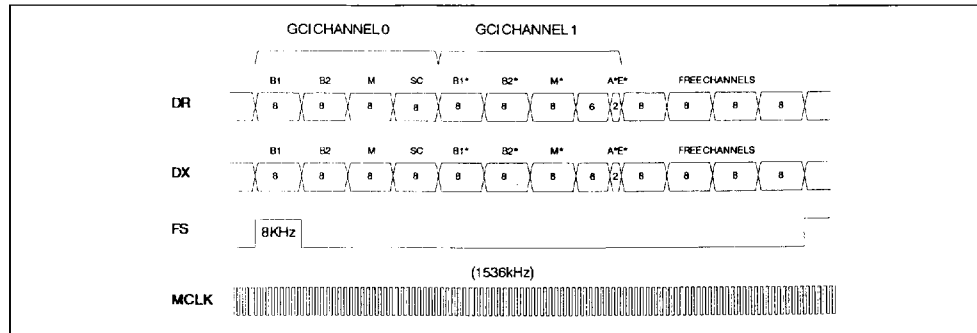 GCI CHANNEL 0 GCI CHANNEL 1
B1 B2 M SC B1* B2* M* A*E* FREE CHANNELS
DR 8 8 8 8 8 8 8 6 2 8 8 8 8
B1 B2 M SC B1* B2* M* A*E* FREE CHANNELS
DX 8 8 8 8 8 8 8 6 2 8 8 8 8
FS 8KHz
(1536kHz)
MCLK